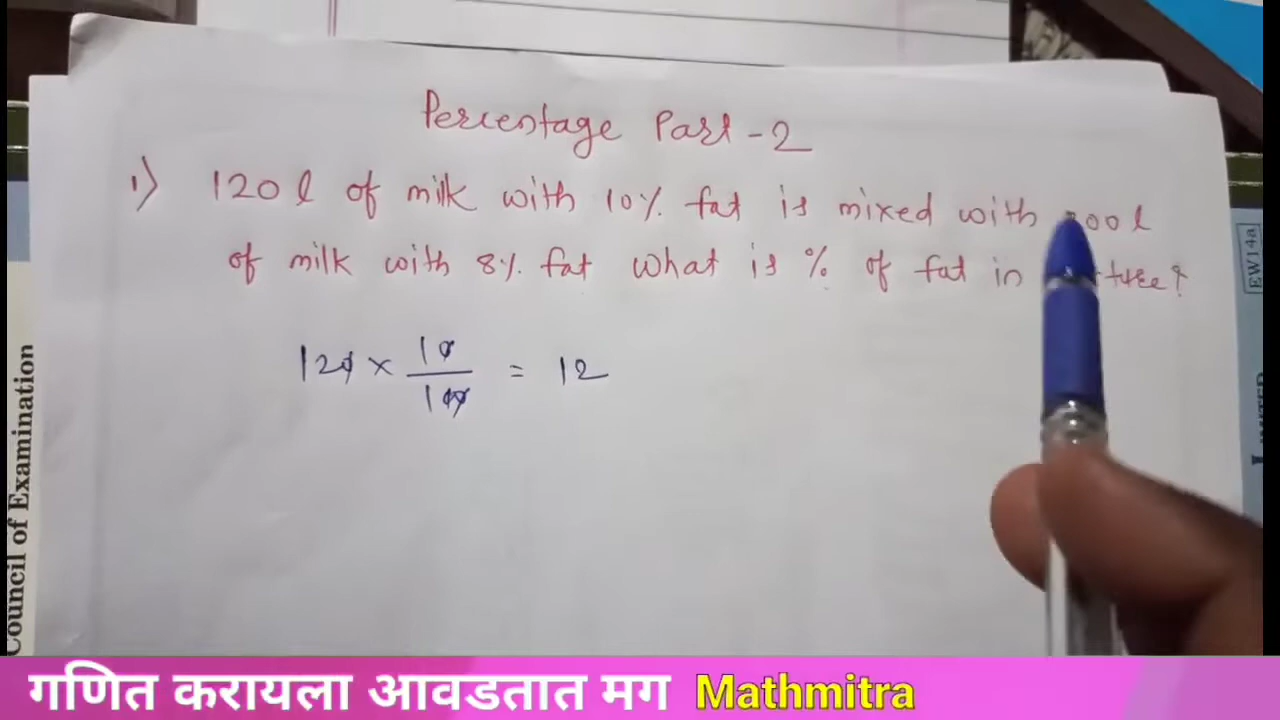 Percentage Part-2
1) 120 l of milk with 10% fat is mixed with l
of milk with 8% fat what is % of fat in
120 × 10/100 = 12
Council of Examination
EW14a
गणित करायला आवडतात मग Mathmitra